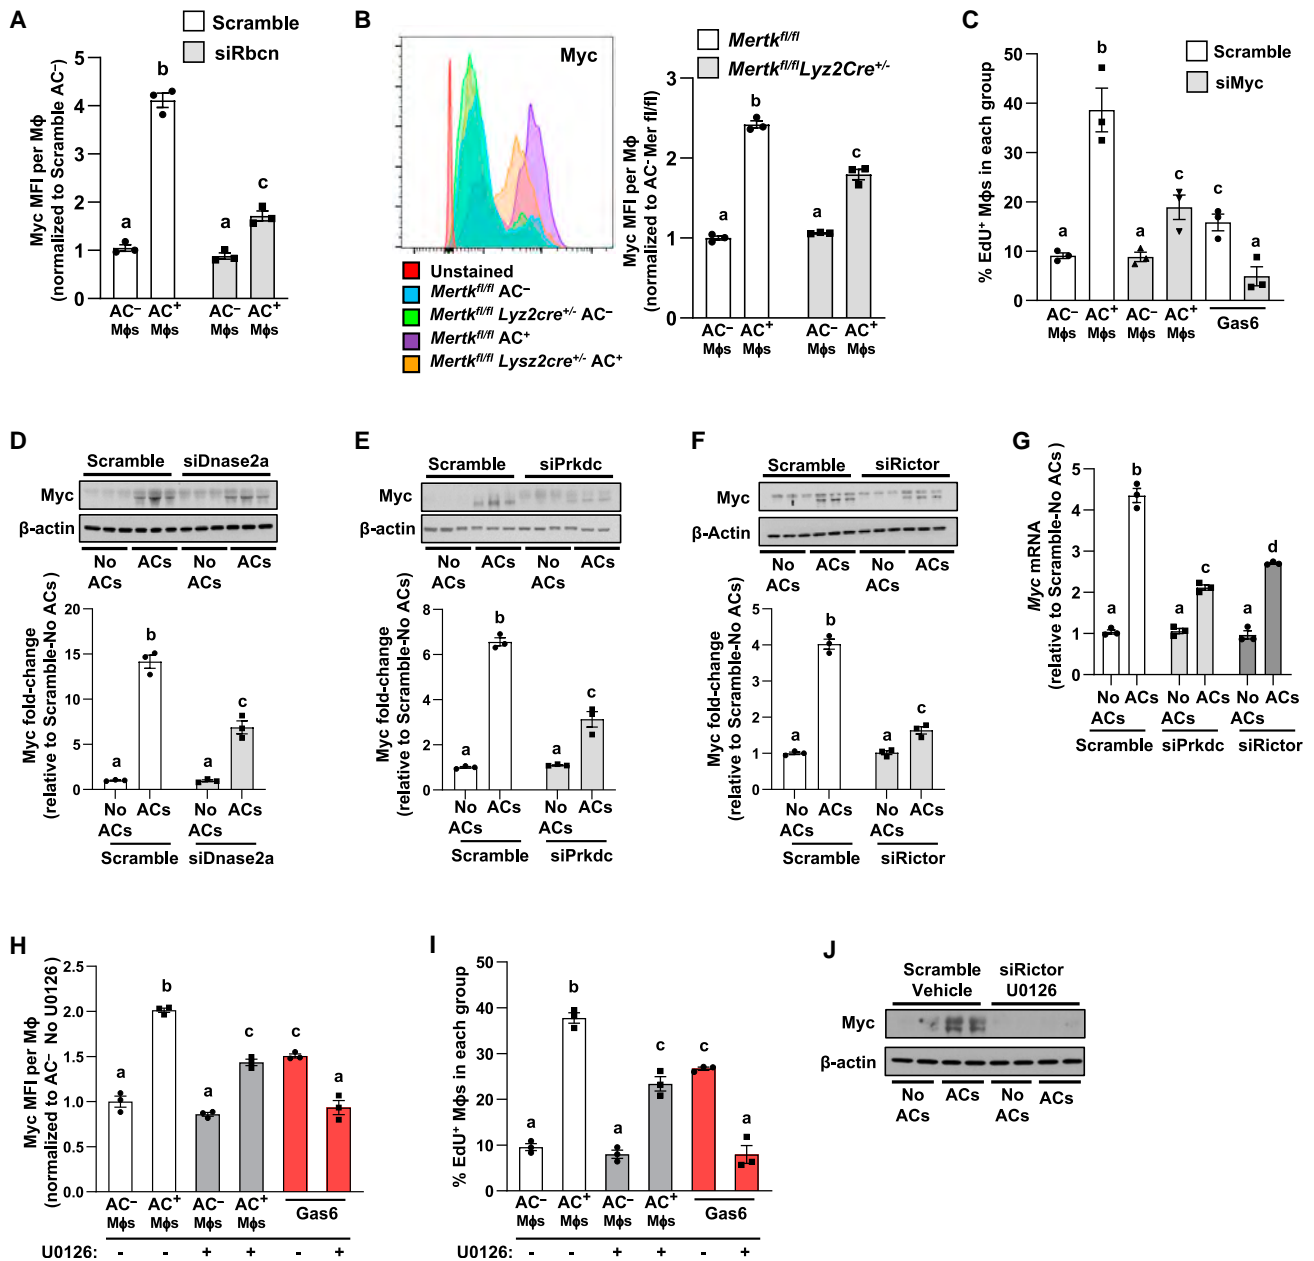 A
Scramble
siRbcn
Myc MFI per Mϕ
(normalized to Scramble AC⁻)
5
4
3
2
1
0
a
b
a
c
AC⁻ AC⁺ AC⁻ AC⁺
Mϕs Mϕs Mϕs Mϕs
B
Myc
Unstained
Mertkfl/fl AC⁻
Mertkfl/fl Lyz2cre+/- AC⁻
Mertkfl/fl AC⁺
Mertkfl/fl Lysz2cre+/- AC⁺
Mertkfl/fl
Mertkfl/flLyz2Cre+/-
Myc MFI per Mϕ
(normalized to AC⁻Mer fl/fl)
3
2
1
0
a
b
a
c
AC⁻ AC⁺ AC⁻ AC⁺
Mϕs Mϕs Mϕs Mϕs
C
Scramble
siMyc
% EdU⁺ Mϕs in each group
50
40
30
20
10
0
a
b
a
c
c
a
AC⁻ AC⁺ AC⁻ AC⁺
Mϕs Mϕs Mϕs Mϕs
Gas6
D
Scramble siDnase2a
Myc
β-actin
No ACs No ACs
ACs ACs
Myc fold-change
(relative to Scramble-No ACs)
20
15
10
5
0
a
b
a
c
No ACs No ACs
ACs ACs
Scramble siDnase2a
E
Scramble siPrkdc
Myc
β-actin
No ACs No ACs
ACs ACs
Myc fold-change
(relative to Scramble-No ACs)
8
6
4
2
0
a
b
a
c
No ACs No ACs
ACs ACs
Scramble siPrkdc
F
Scramble siRictor
Myc
β-Actin
No ACs No ACs
ACs ACs
Myc fold-change
(relative to Scramble-No ACs)
5
4
3
2
1
0
a
b
a
c
No ACs No ACs
ACs ACs
Scramble siRictor
G
Myc mRNA
(relative to Scramble-No ACs)
5
4
3
2
1
0
a
b
a
c
a
d
No ACs No ACs No ACs
ACs ACs ACs
Scramble siPrkdc siRictor
H
Myc MFI per Mϕ
(normalized to AC⁻ No U0126)
2.5
2.0
1.5
1.0
0.5
0.0
a
b
a
c
c
a
AC⁻ AC⁺ AC⁻ AC⁺
Mϕs Mϕs Mϕs Mϕs
Gas6
U0126: - - + + - +
I
% EdU⁺ Mϕs in each group
50
40
30
20
10
0
a
b
a
c
c
a
AC⁻ AC⁺ AC⁻ AC⁺
Mϕs Mϕs Mϕs Mϕs
Gas6
U0126: - - + + - +
J
Scramble siRictor
Vehicle U0126
Myc
β-actin
No ACs No ACs
ACs ACs